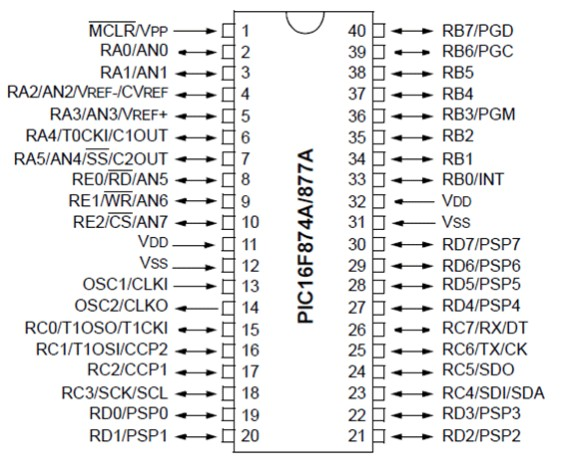 MCLR/VPP 1 40 RB7/PGD
RA0/AN0 2 39 RB6/PGC
RA1/AN1 3 38 RB5
RA2/AN2/VREF-/CVREF 4 37 RB4
RA3/AN3/VREF+ 5 36 RB3/PGM
RA4/T0CKI/C1OUT 6 35 RB2
RA5/AN4/SS/C2OUT 7 34 RB1
RE0/RD/AN5 8 33 RB0/INT
RE1/WR/AN6 9 32 VDD
RE2/CS/AN7 10 31 VSS
VDD 11 30 RD7/PSP7
VSS 12 29 RD6/PSP6
OSC1/CLKI 13 28 RD5/PSP5
OSC2/CLKO 14 27 RD4/PSP4
RC0/T1OSO/T1CKI 15 26 RC7/RX/DT
RC1/T1OSI/CCP2 16 25 RC6/TX/CK
RC2/CCP1 17 24 RC5/SDO
RC3/SCK/SCL 18 23 RC4/SDI/SDA
RD0/PSP0 19 22 RD3/PSP3
RD1/PSP1 20 21 RD2/PSP2
PIC16F874A/877A